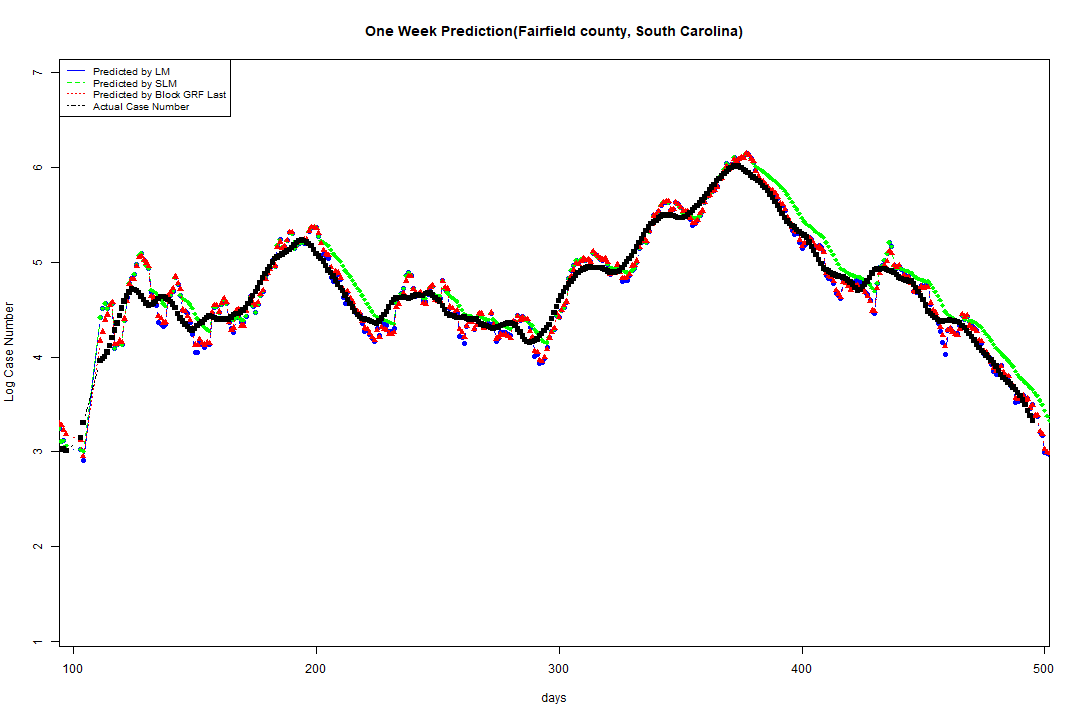 One Week Prediction(Fairfield county, South Carolina)
Predicted by LM
Predicted by SLM
Predicted by Block GRF Last
Actual Case Number
7
6
5
4
3
2
1
Log Case Number
100 200 300 400 500
days